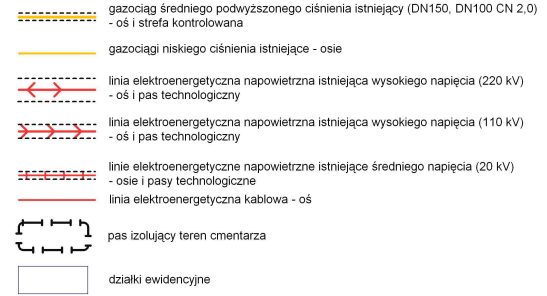 gazociąg średniego podwyższonego ciśnienia istniejący (DN150, DN100 CN 2,0)
- oś i strefa kontrolowana
gazociągi niskiego ciśnienia istniejące - osie
linia elektroenergetyczna napowietrzna istniejąca wysokiego napięcia (220 kV)
- oś i pas technologiczny
linia elektroenergetyczna napowietrzna istniejąca wysokiego napięcia (110 kV)
- oś i pas technologiczny
linie elektroenergetyczne napowietrzne istniejące średniego napięcia (20 kV)
- osie i pasy technologiczne
linia elektroenergetyczna kablowa - oś
pas izolujący teren cmentarza
działki ewidencyjne